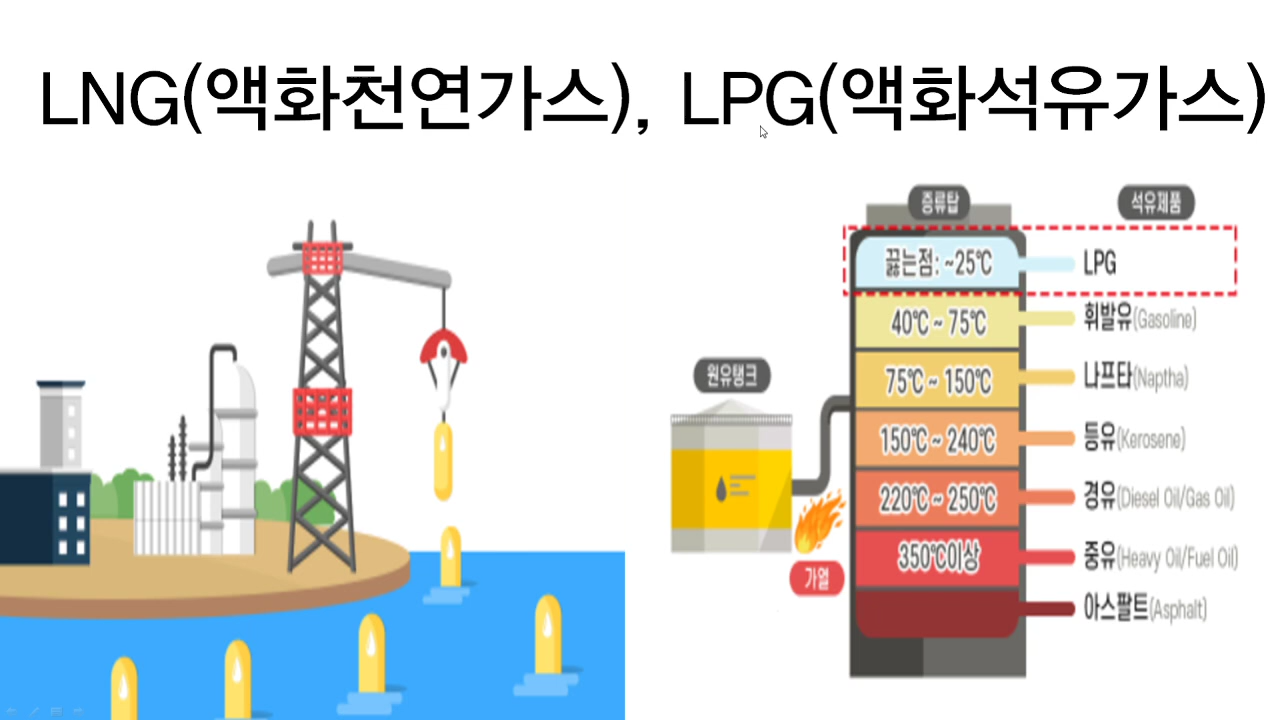 LNG(액화천연가스), LPG(액화석유가스)
증류탑
석유제품
끓는점: ~25℃
LPG
40℃ ~ 75℃
휘발유(Gasoline)
원유탱크
75℃ ~ 150℃
나프타(Naptha)
150℃ ~ 240℃
등유(Kerosene)
220℃ ~ 250℃
경유(Diesel Oil/Gas Oil)
350℃이상
중유(Heavy Oil/Fuel Oil)
가열
아스팔트(Asphalt)